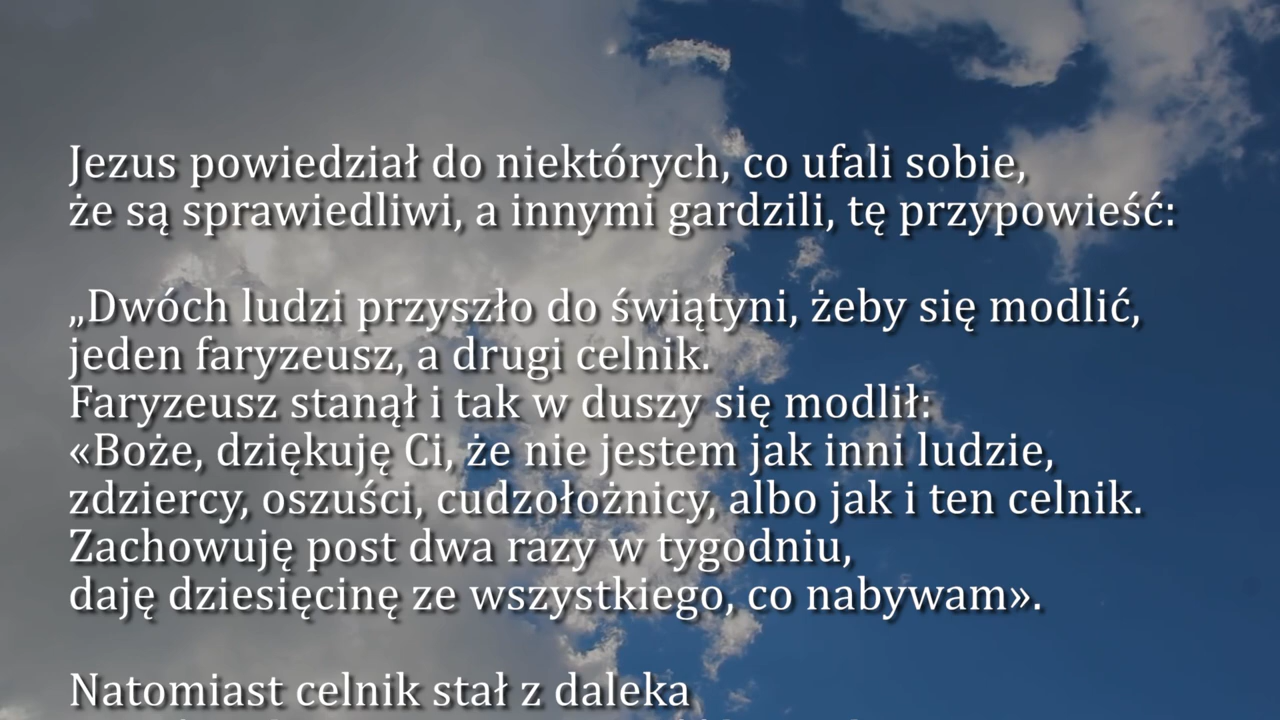 Jezus powiedział do niektórych, co ufali sobie,
że są sprawiedliwi, a innymi gardzili, tę przypowieść:
„Dwóch ludzi przyszło do świątyni, żeby się modlić,
jeden faryzeusz, a drugi celnik.
Faryzeusz stanął i tak w duszy się modlił:
«Boże, dziękuję Ci, że nie jestem jak inni ludzie,
zdziercy, oszuści, cudzołożnicy, albo jak i ten celnik.
Zachowuję post dwa razy w tygodniu,
daję dziesięcinę ze wszystkiego, co nabywam».
Natomiast celnik stał z daleka